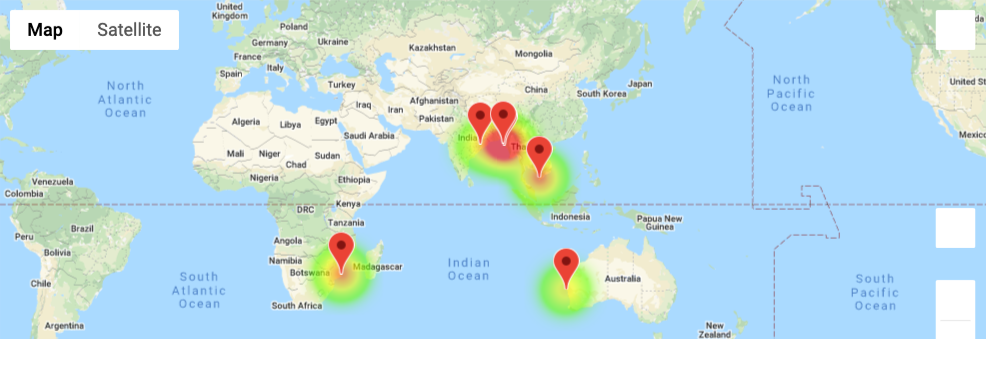 Map
Satellite
United
Kingdom
Poland
Germany
Ukraine
France
Italy
Spain
Turkey
Kazakhstan
Mongolia
Afghanistan
Iraq
Iran
Pakistan
China
Japan
South Korea
North
Atlantic
Ocean
North
Pacific
Ocean
United St
Mexico
Algeria
Libya
Egypt
Saudi Arabia
India
Tha
Mali
Niger
Chad
Sudan
Nigeria
Ethiopia
Venezuela
Colombia
DRC
Kenya
Tanzania
Indonesia
Papua New
Guinea
Peru
Brazil
Bolivia
Angola
Namibia
Botswana
Madagascar
Indian
Ocean
Australia
Chile
South
Atlantic
Ocean
South Africa
South
Pacific
Ocean
Argentina
New
Zealand